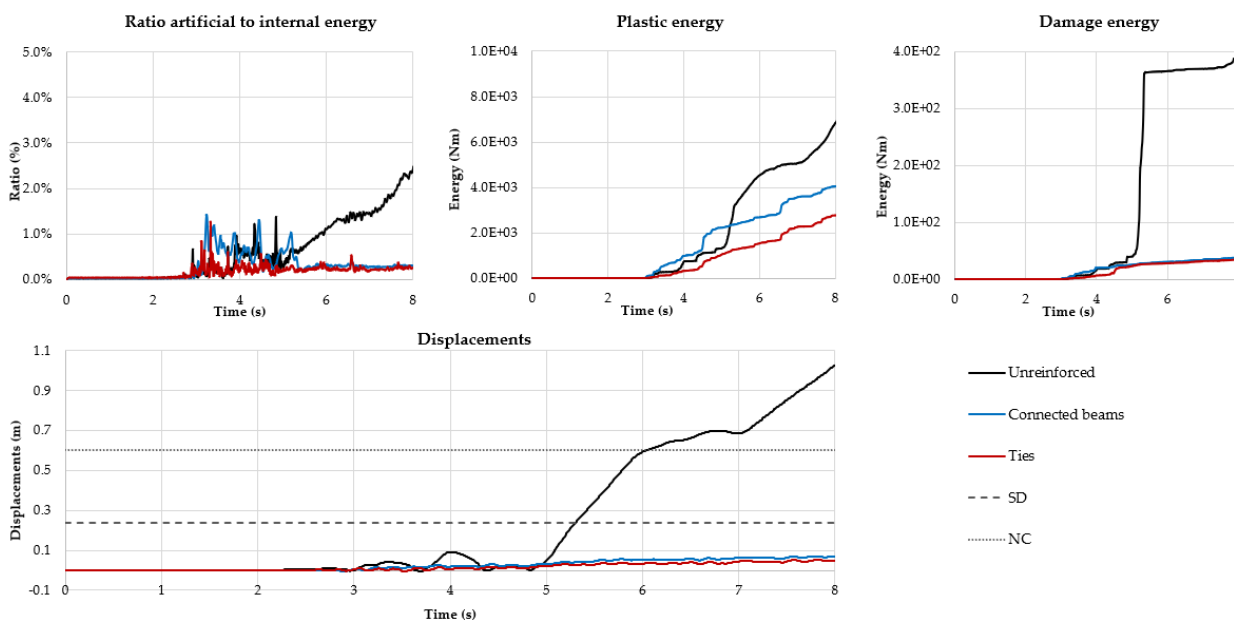 Ratio artificial to internal energy
5.0%
4.0%
3.0%
2.0%
1.0%
0.0%
Ratio (%)
0 2 4 6 8
Time (s)
Plastic energy
1.0E+04
8.0E+03
6.0E+03
4.0E+03
2.0E+03
0.0E+00
Energy (Nm)
0 2 4 6 8
Time (s)
Damage energy
4.0E+02
3.0E+02
2.0E+02
1.0E+02
0.0E+00
Energy (Nm)
0 2 4 6
Time (s)
Displacements
1.1
0.9
0.7
0.5
0.3
0.1
-0.1
Displacements (m)
0 1 2 3 4 5 6 7 8
Time (s)
Unreinforced
Connected beams
Ties
SD
NC